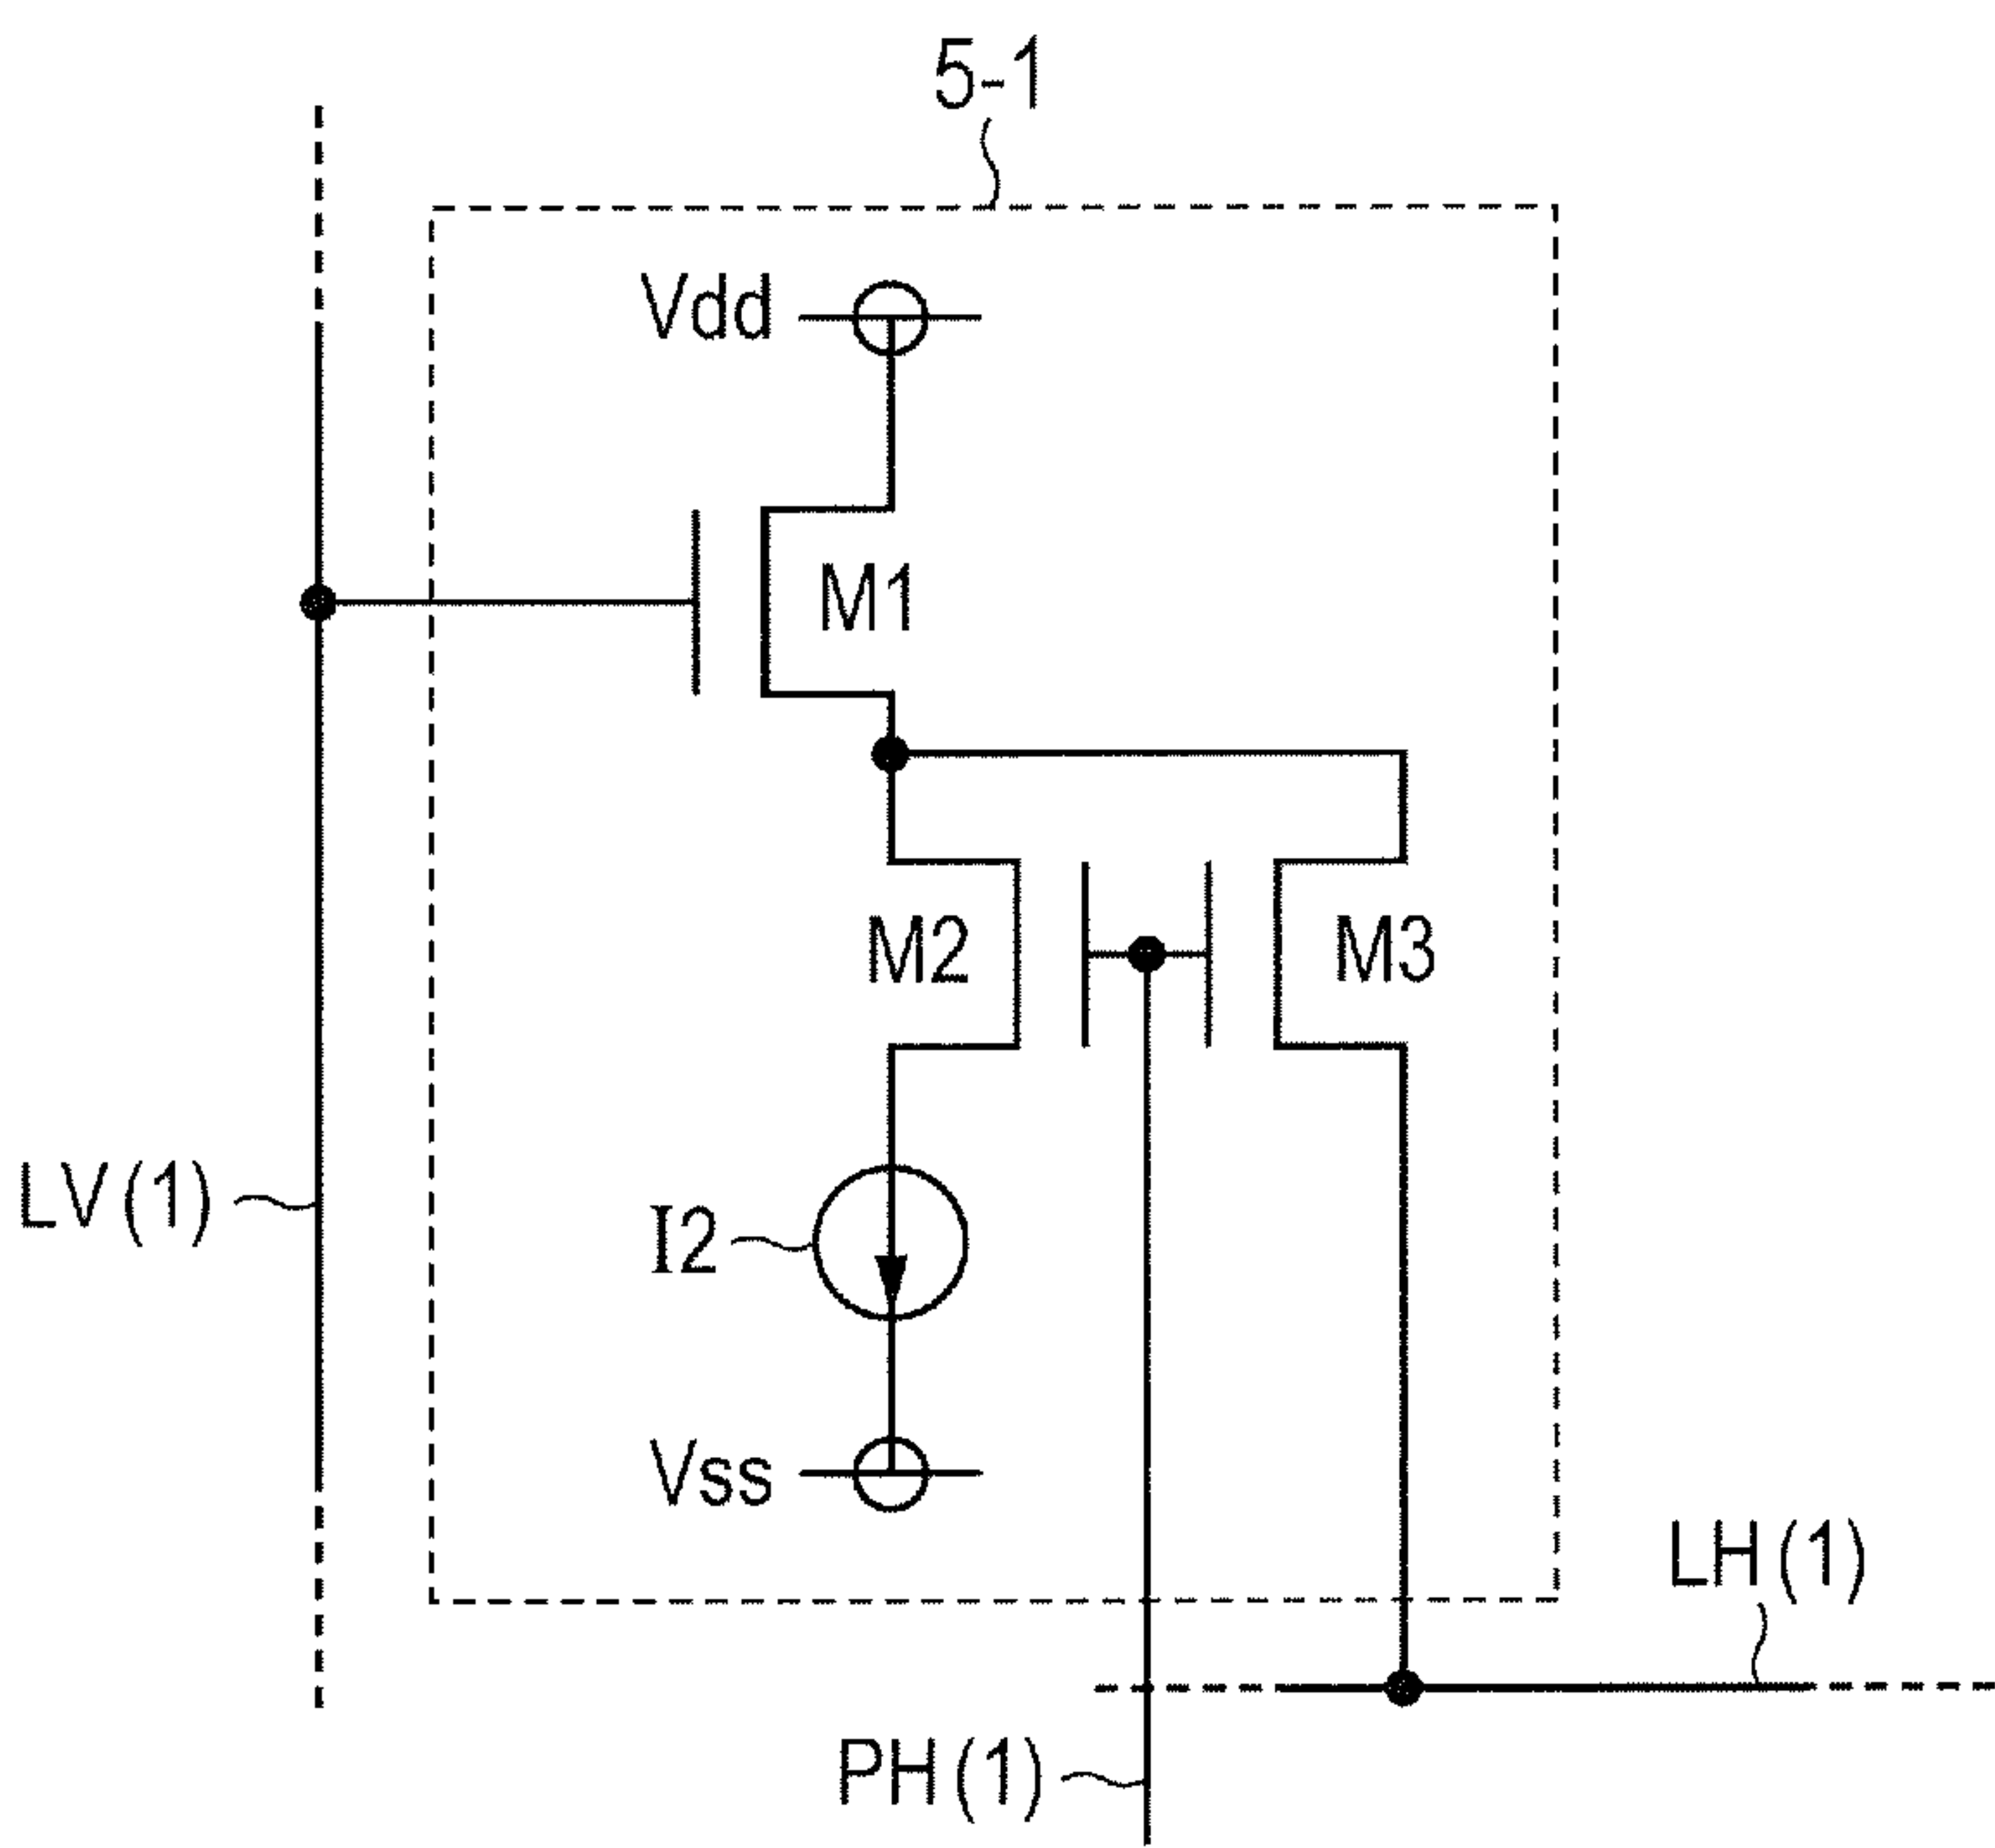 5-1
Vdd
M1
M2
M3
LV(1)
I2
Vss
LH(1)
PH(1)